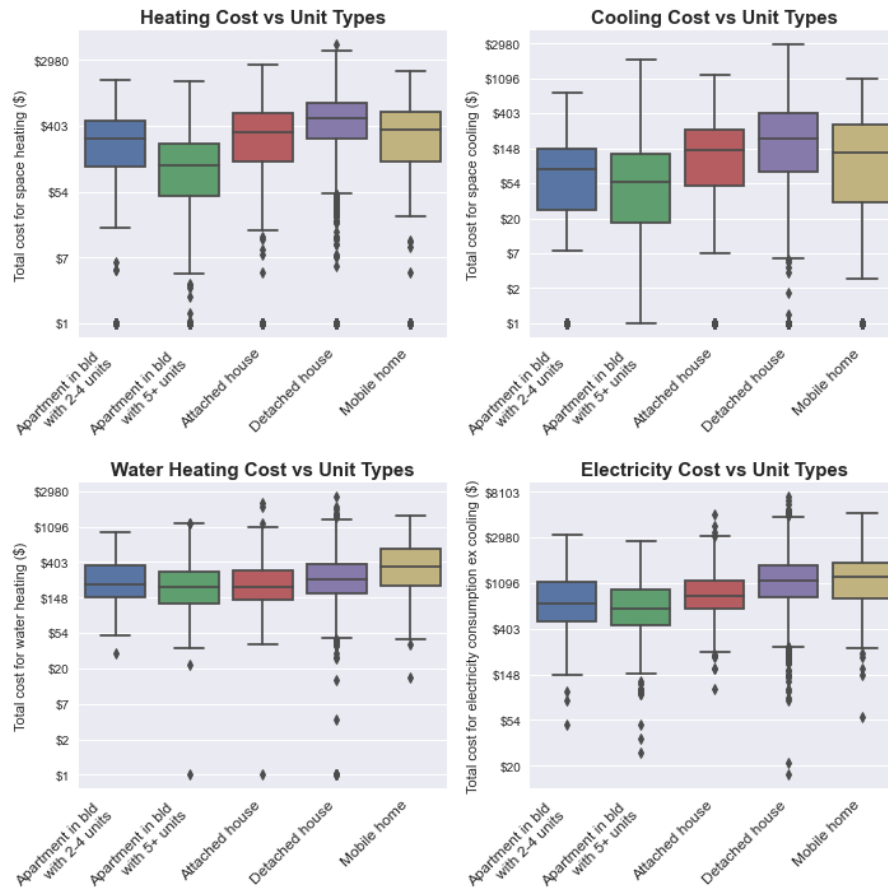 Heating Cost vs Unit Types
Total cost for space heating ($)
$2980
$403
$54
$7
$1
Apartment in bld
with 2-4 units
Apartment in bld
with 5+ units
Attached house
Detached house
Mobile home
Cooling Cost vs Unit Types
Total cost for space cooling ($)
$2980
$1096
$403
$148
$54
$20
$7
$2
$1
Apartment in bld
with 2-4 units
Apartment in bld
with 5+ units
Attached house
Detached house
Mobile home
Water Heating Cost vs Unit Types
Total cost for water heating ($)
$2980
$1096
$403
$148
$54
$20
$7
$2
$1
Apartment in bld
with 2-4 units
Apartment in bld
with 5+ units
Attached house
Detached house
Mobile home
Electricity Cost vs Unit Types
Total cost for electricity consumption ex cooling ($)
$8103
$2980
$1096
$403
$148
$54
$20
Apartment in bld
with 2-4 units
Apartment in bld
with 5+ units
Attached house
Detached house
Mobile home